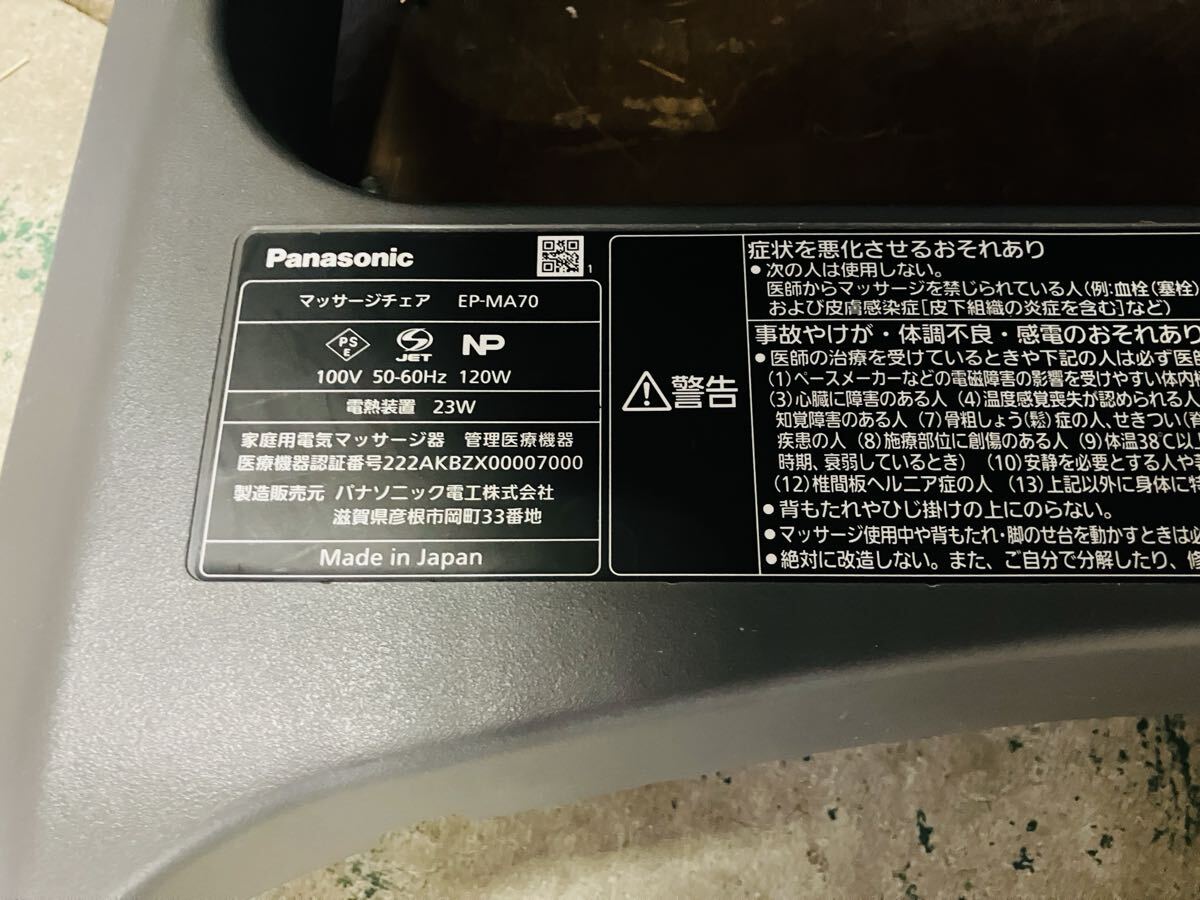 Panasonic
1
マッサージチェア EP-MA70
PS
E
JET
NP
100V 50-60Hz 120W
電熱装置 23W
家庭用電気マッサージ器 管理医療機器
医療機器認証番号222AKBZX00007000
製造販売元 パナソニック電工株式会社
滋賀県彦根市岡町33番地
Made in Japan
警告
症状を悪化させるおそれあり
●次の人は使用しない。
医師からマッサージを禁じられている人(例:血栓(塞栓)
および皮膚感染症[皮下組織の炎症を含む]など)
事故やけが・体調不良・感電のおそれあり
●医師の治療を受けているときや下記の人は必ず医
(1)ペースメーカーなどの電磁障害の影響を受けやすい体内
(3)心臓に障害のある人 (4)温度感覚喪失が認められる人
知覚障害のある人 (7)骨粗しょう(鬆)症の人、せきつい(
疾患の人 (8)施療部位に創傷のある人 (9)体温38℃以
時期、衰弱しているとき) (10)安静を必要とする人や
(12)椎間板ヘルニア症の人 (13)上記以外に身体に特
●背もたれやひじ掛けの上にのらない。
●マッサージ使用中や背もたれ・脚のせ台を動かすときは必
●絶対に改造しない。また、ご自分で分解したり、修